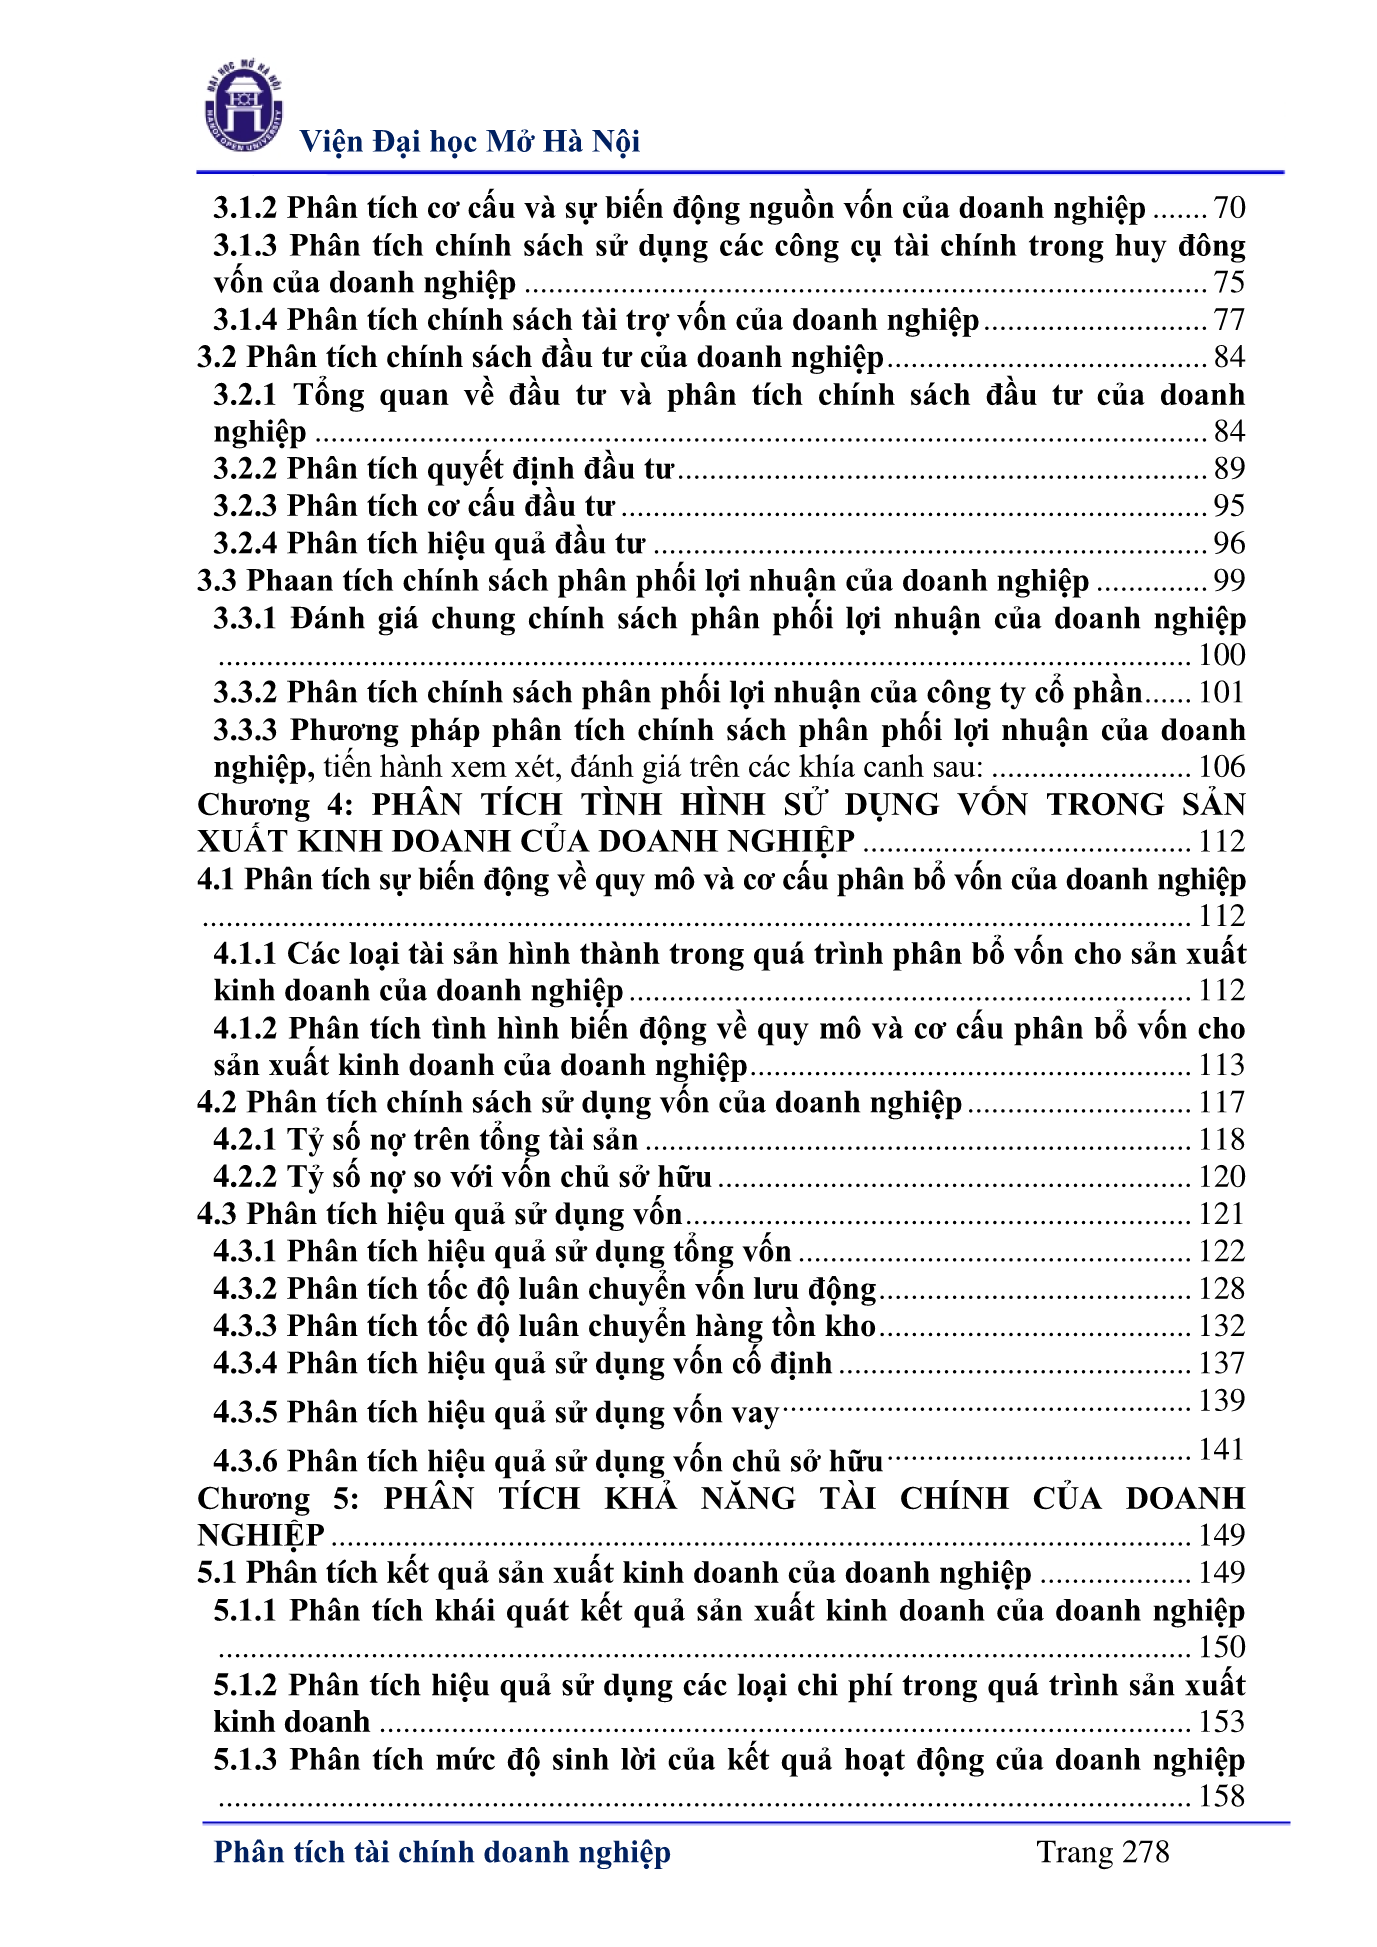 ĐẠI HỌC MỞ HÀ NỘI
HANOI OPEN UNIVERSITY
Viện Đại học Mở Hà Nội
3.1.2 Phân tích cơ cấu và sự biến động nguồn vốn của doanh nghiệp ....... 70
3.1.3 Phân tích chính sách sử dụng các công cụ tài chính trong huy đông
vốn của doanh nghiệp ..................................................................................... 75
3.1.4 Phân tích chính sách tài trợ vốn của doanh nghiệp............................ 77
3.2 Phân tích chính sách đầu tư của doanh nghiệp........................................ 84
3.2.1 Tổng quan về đầu tư và phân tích chính sách đầu tư của doanh
nghiệp ............................................................................................................... 84
3.2.2 Phân tích quyết định đầu tư.................................................................. 89
3.2.3 Phân tích cơ cấu đầu tư ......................................................................... 95
3.2.4 Phân tích hiệu quả đầu tư ..................................................................... 96
3.3 Phaan tích chính sách phân phối lợi nhuận của doanh nghiệp .............. 99
3.3.1 Đánh giá chung chính sách phân phối lợi nhuận của doanh nghiệp
......................................................................................................................... 100
3.3.2 Phân tích chính sách phân phối lợi nhuận của công ty cổ phần...... 101
3.3.3 Phương pháp phân tích chính sách phân phối lợi nhuận của doanh
nghiệp, tiến hành xem xét, đánh giá trên các khía canh sau: ......................... 106
Chương 4: PHÂN TÍCH TÌNH HÌNH SỬ DỤNG VỐN TRONG SẢN
XUẤT KINH DOANH CỦA DOANH NGHIỆP ......................................... 112
4.1 Phân tích sự biến động về quy mô và cơ cấu phân bổ vốn của doanh nghiệp
........................................................................................................................... 112
4.1.1 Các loại tài sản hình thành trong quá trình phân bổ vốn cho sản xuất
kinh doanh của doanh nghiệp ...................................................................... 112
4.1.2 Phân tích tình hình biến động về quy mô và cơ cấu phân bổ vốn cho
sản xuất kinh doanh của doanh nghiệp....................................................... 113
4.2 Phân tích chính sách sử dụng vốn của doanh nghiệp ............................ 117
4.2.1 Tỷ số nợ trên tổng tài sản .................................................................... 118
4.2.2 Tỷ số nợ so với vốn chủ sở hữu ........................................................... 120
4.3 Phân tích hiệu quả sử dụng vốn............................................................... 121
4.3.1 Phân tích hiệu quả sử dụng tổng vốn ................................................. 122
4.3.2 Phân tích tốc độ luân chuyển vốn lưu động....................................... 128
4.3.3 Phân tích tốc độ luân chuyển hàng tồn kho....................................... 132
4.3.4 Phân tích hiệu quả sử dụng vốn cố định ............................................ 137
4.3.5 Phân tích hiệu quả sử dụng vốn vay................................................... 139
4.3.6 Phân tích hiệu quả sử dụng vốn chủ sở hữu...................................... 141
Chương 5: PHÂN TÍCH KHẢ NĂNG TÀI CHÍNH CỦA DOANH
NGHIỆP ........................................................................................................... 149
5.1 Phân tích kết quả sản xuất kinh doanh của doanh nghiệp ................... 149
5.1.1 Phân tích khái quát kết quả sản xuất kinh doanh của doanh nghiệp
......................................................................................................................... 150
5.1.2 Phân tích hiệu quả sử dụng các loại chi phí trong quá trình sản xuất
kinh doanh ..................................................................................................... 153
5.1.3 Phân tích mức độ sinh lời của kết quả hoạt động của doanh nghiệp
......................................................................................................................... 158
Phân tích tài chính doanh nghiệp Trang 278